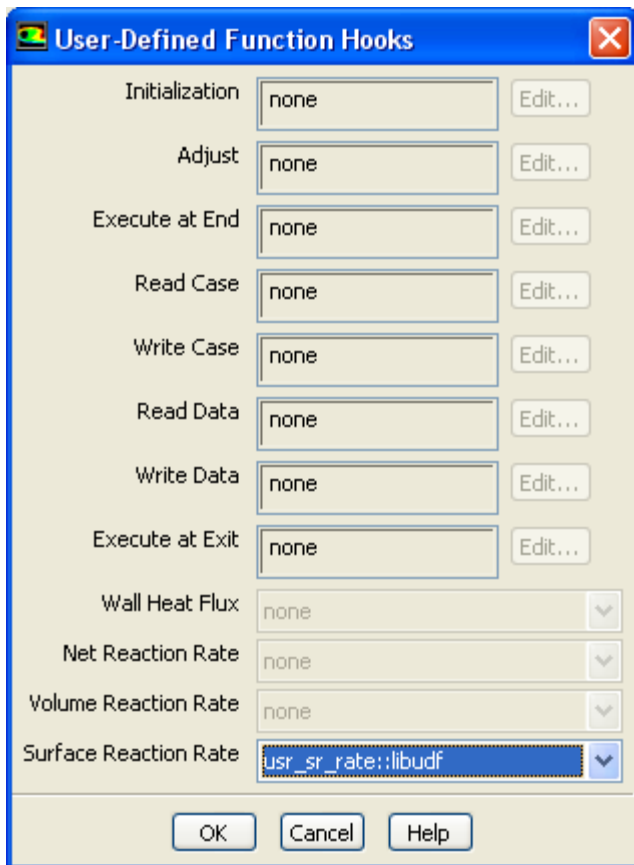 User-Defined Function Hooks
Initialization none Edit...
Adjust none Edit...
Execute at End none Edit...
Read Case none Edit...
Write Case none Edit...
Read Data none Edit...
Write Data none Edit...
Execute at Exit none Edit...
Wall Heat Flux none
Net Reaction Rate none
Volume Reaction Rate none
Surface Reaction Rate usr_sr_rate::libudf
OK Cancel Help